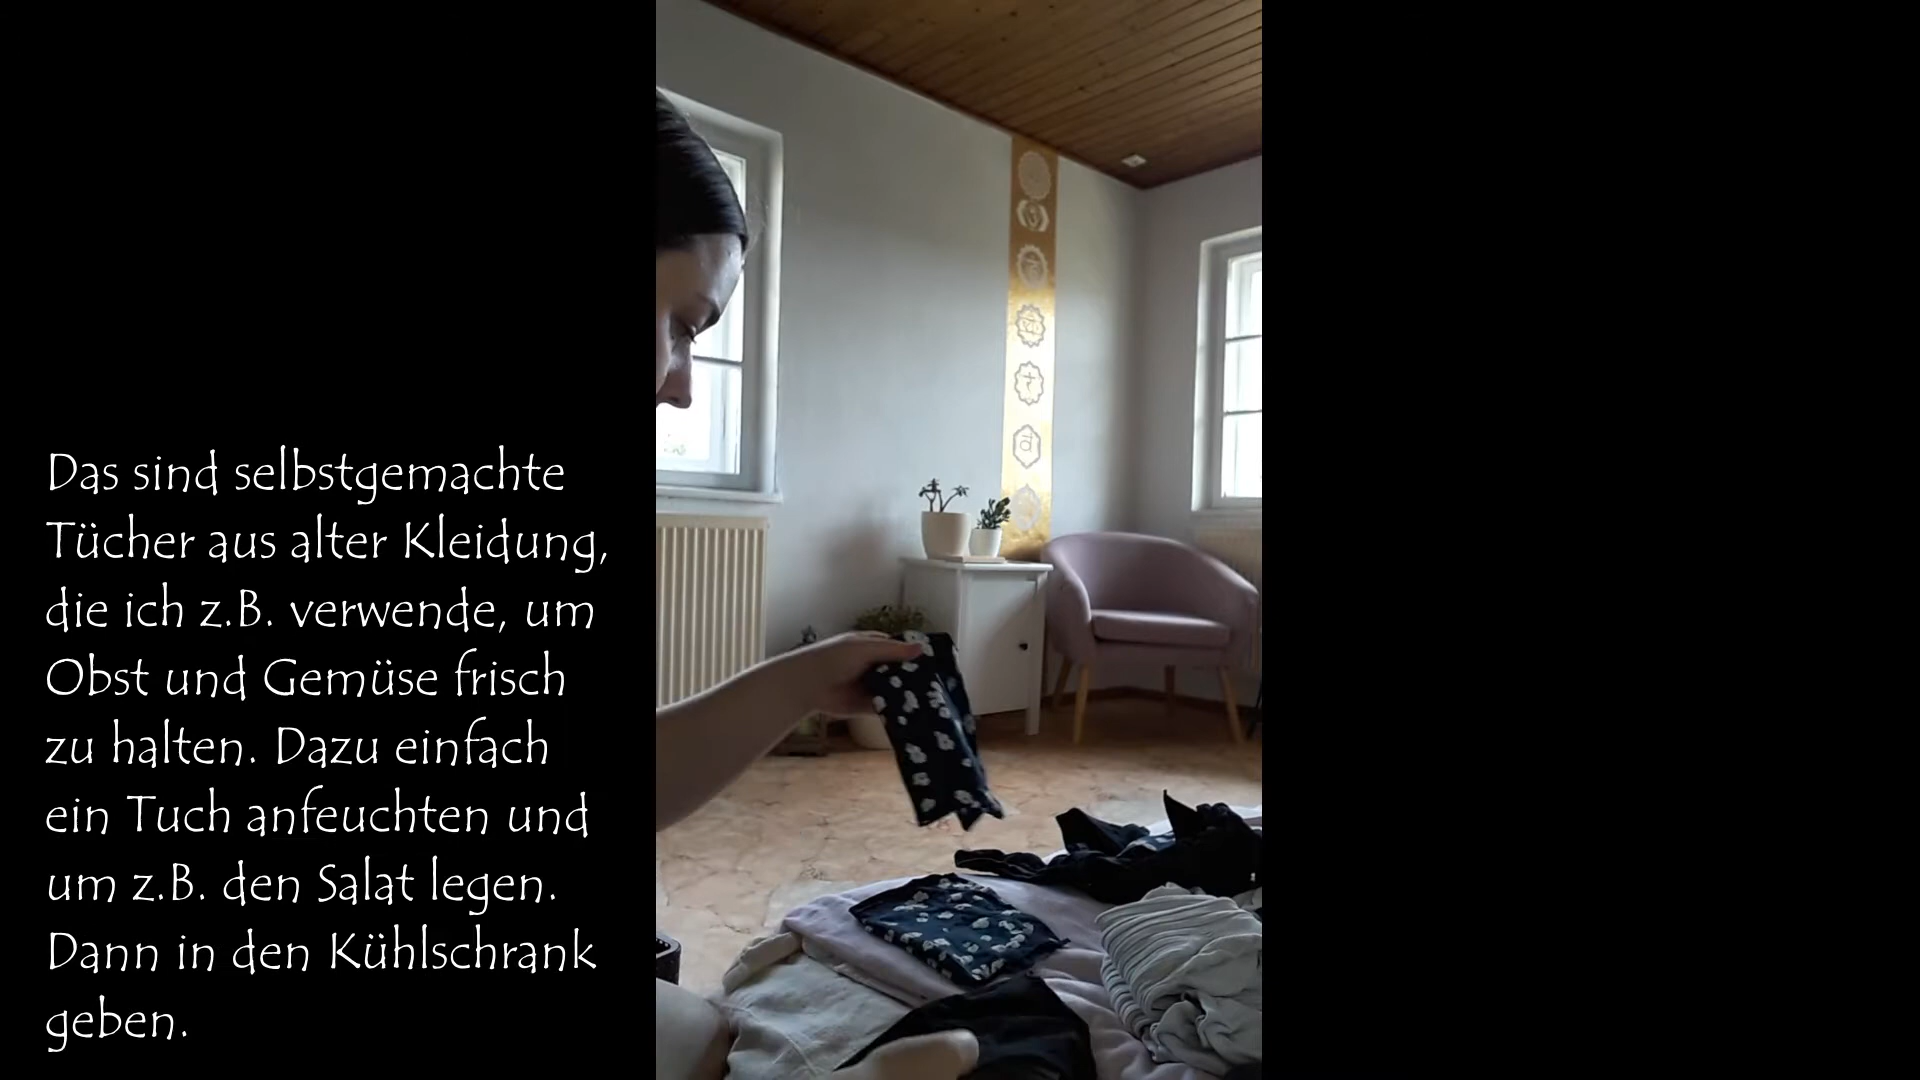 Das sind selbstgemachte
Tücher aus alter Kleidung,
die ich z.B. verwende, um
Obst und Gemüse frisch
zu halten. Dazu einfach
ein Tuch anfeuchten und
um z.B. den Salat legen.
Dann in den Kühlschrank
geben.